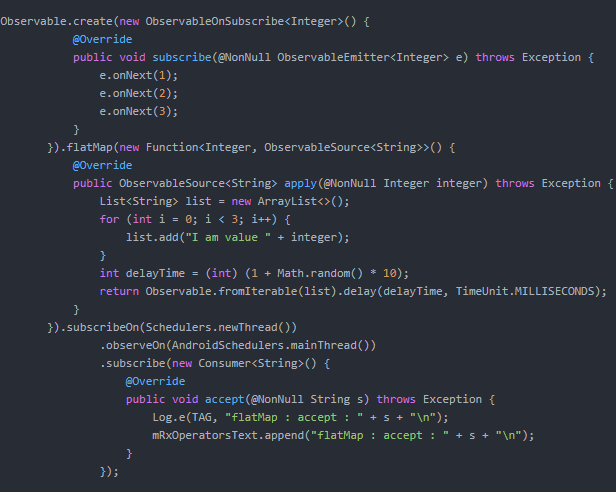 Observable.create(new ObservableOnSubscribe<Integer>() {
            @Override
            public void subscribe(@NonNull ObservableEmitter<Integer> e) throws Exception {
                e.onNext(1);
                e.onNext(2);
                e.onNext(3);
            }
        }).flatMap(new Function<Integer, ObservableSource<String>>() {
            @Override
            public ObservableSource<String> apply(@NonNull Integer integer) throws Exception {
                List<String> list = new ArrayList<>();
                for (int i = 0; i < 3; i++) {
                    list.add("I am value " + integer);
                }
                int delayTime = (int) (1 + Math.random() * 10);
                return Observable.fromIterable(list).delay(delayTime, TimeUnit.MILLISECONDS);
            }
        }).subscribeOn(Schedulers.newThread())
                .observeOn(AndroidSchedulers.mainThread())
                .subscribe(new Consumer<String>() {
                    @Override
                    public void accept(@NonNull String s) throws Exception {
                        Log.e(TAG, "flatMap : accept : " + s + "\n");
                        mRxOperatorsText.append("flatMap : accept : " + s + "\n");
                    }
                });